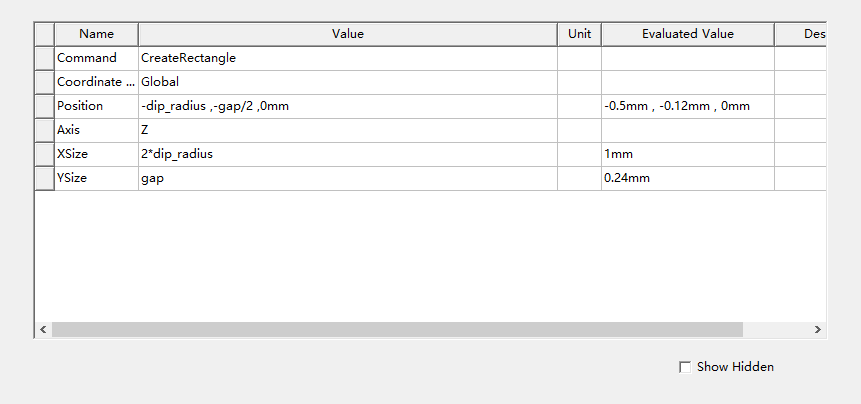 Name Value Unit Evaluated Value Des
Command CreateRectangle
Coordinate ... Global
Position -dip_radius ,-gap/2 ,0mm -0.5mm , -0.12mm , 0mm
Axis Z
XSize 2*dip_radius 1mm
YSize gap 0.24mm
Show Hidden